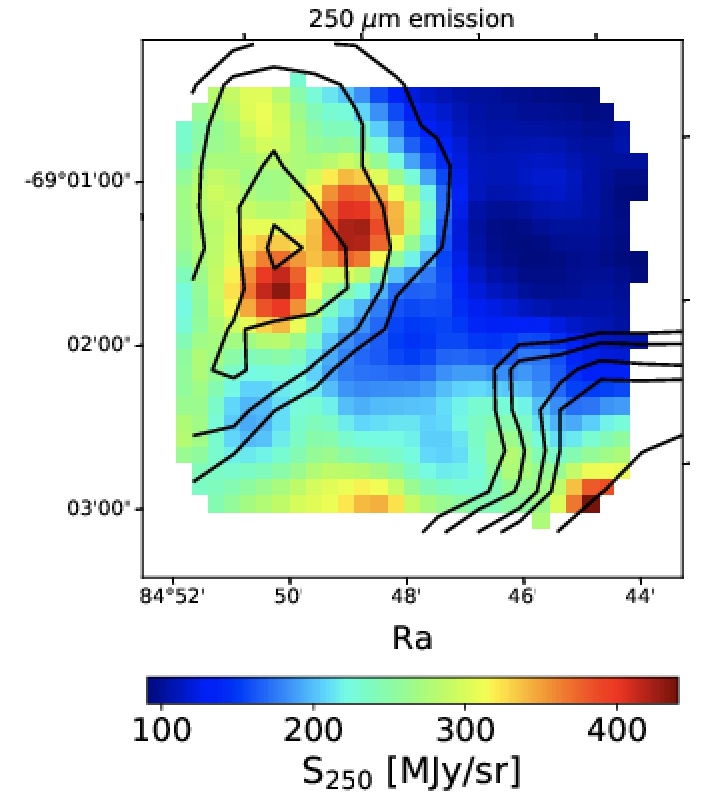 250 μm emission
-69°01'00"
02'00"
03'00"
84°52' 50' 48' 46' 44'
Ra
100 200 300 400
S₂₅₀ [MJy/sr]